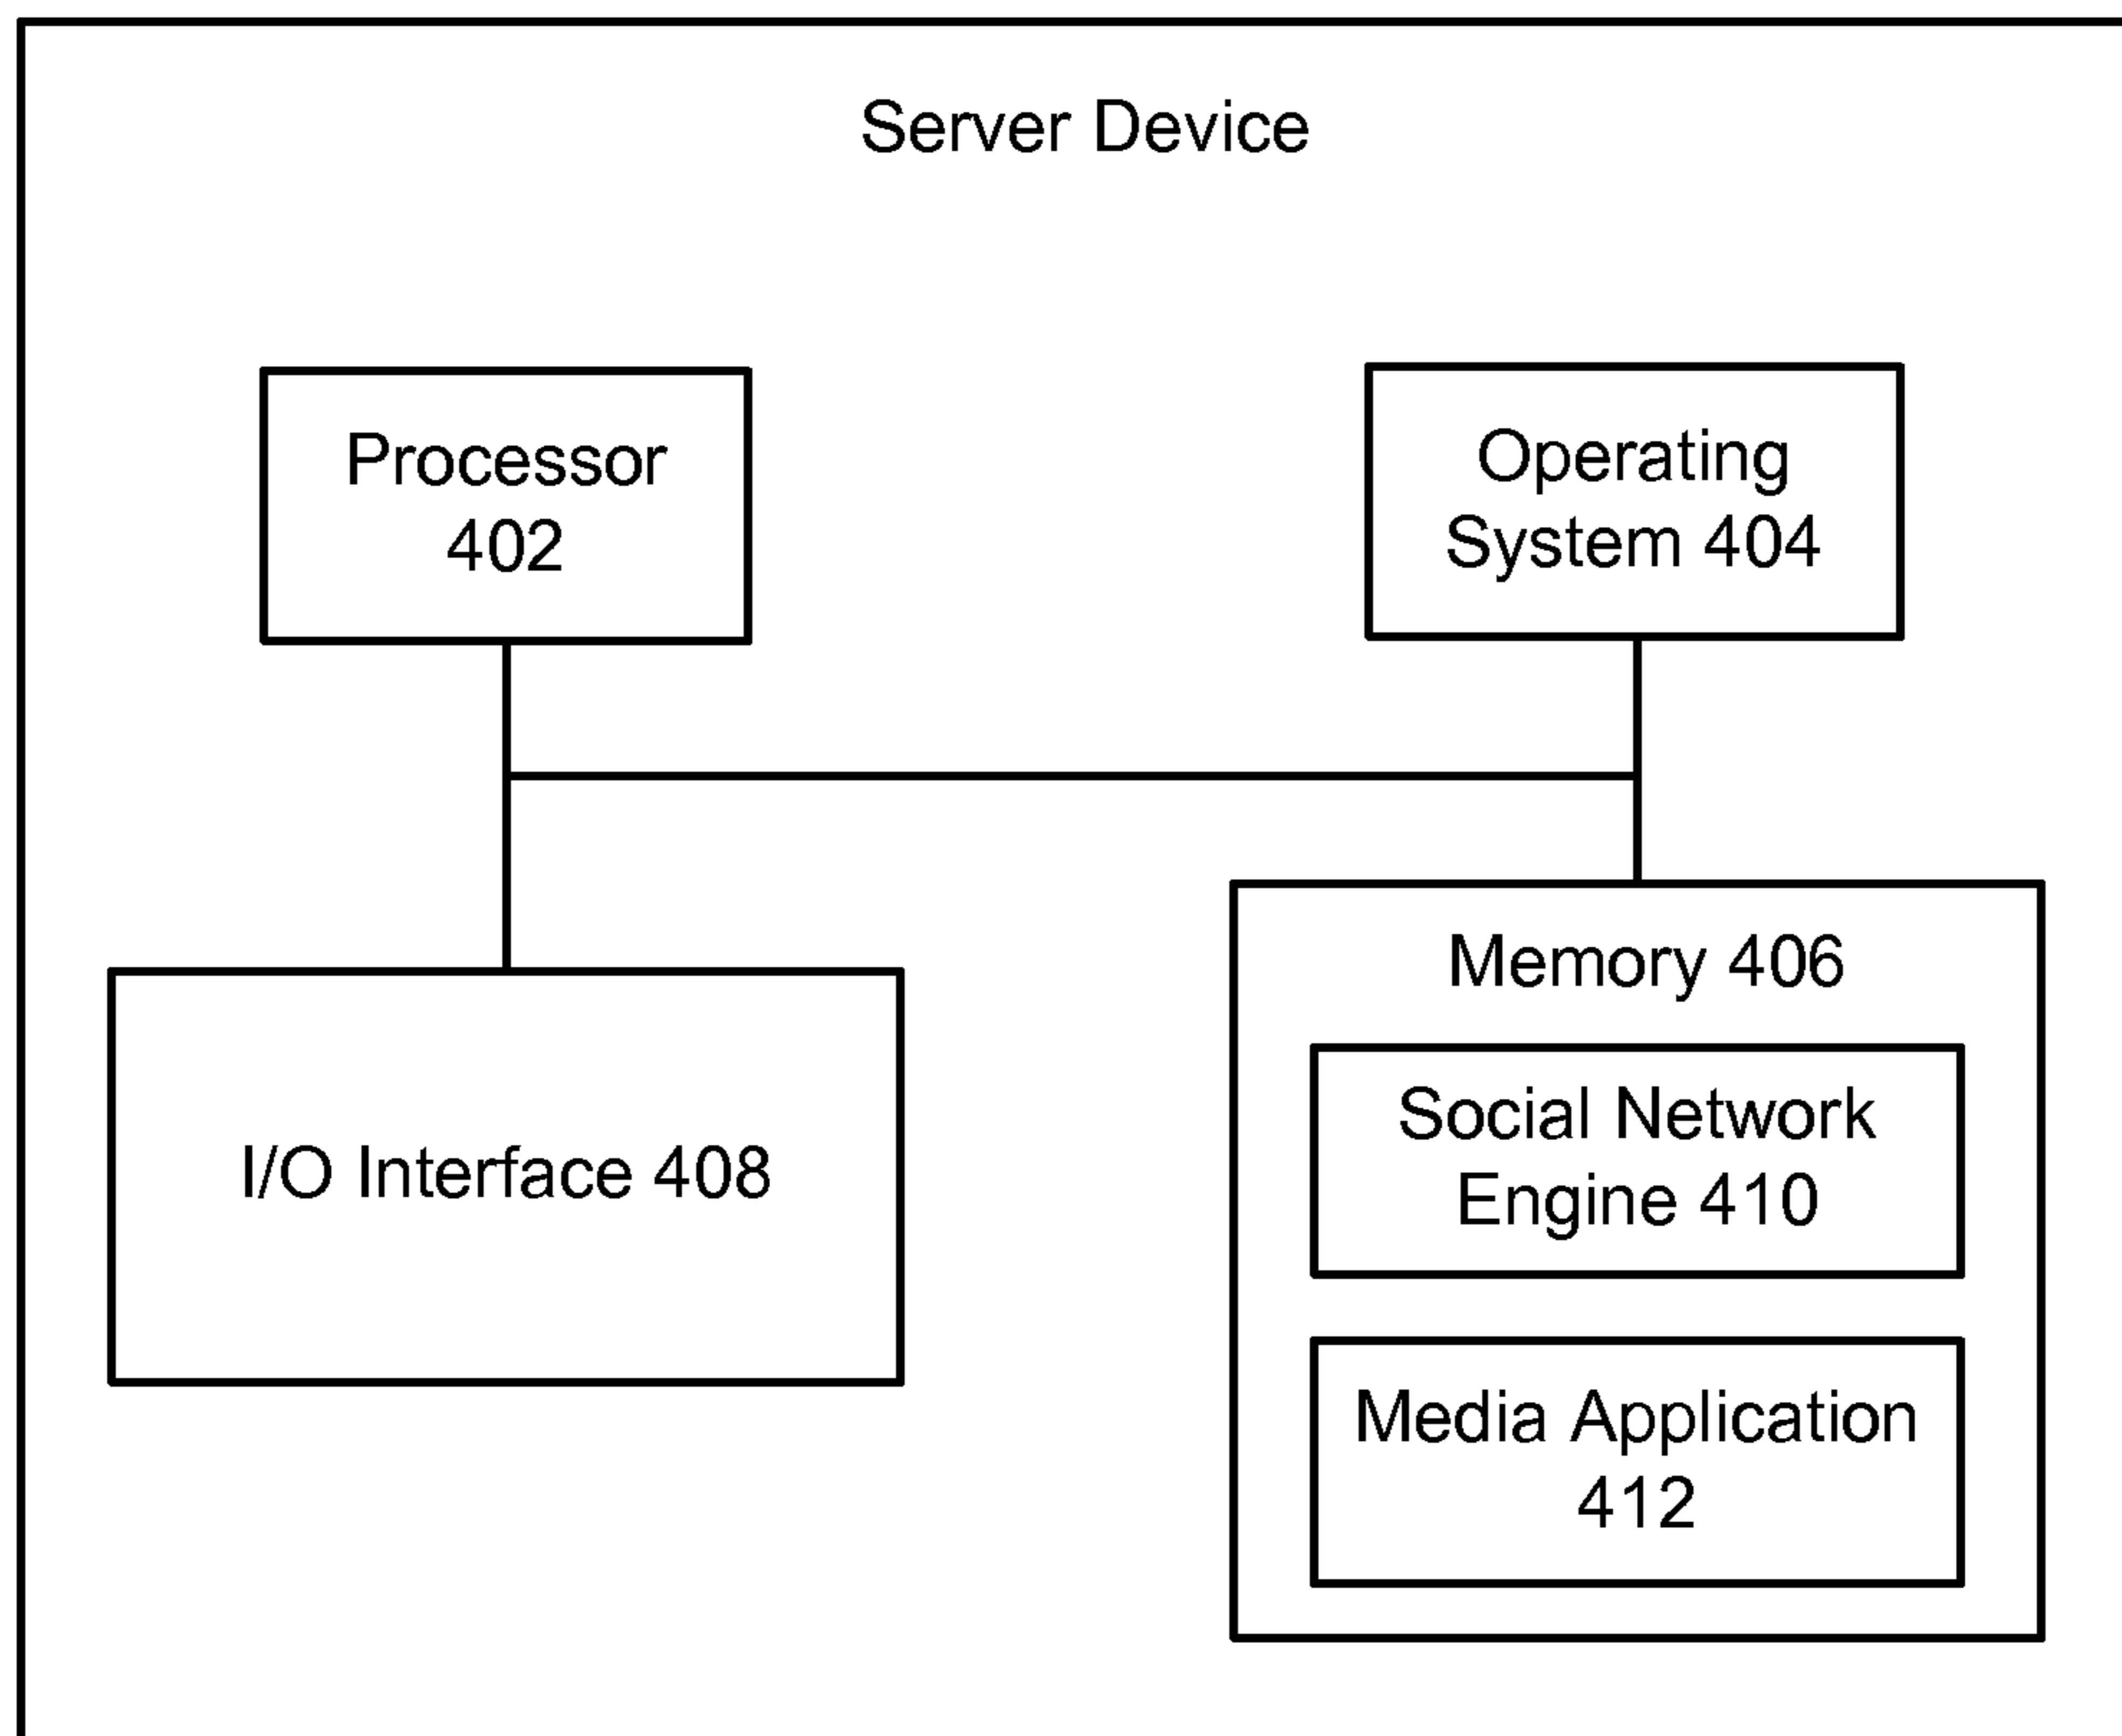 Server Device
Processor
402
Operating
System 404
I/O Interface 408
Memory 406
Social Network
Engine 410
Media Application
412